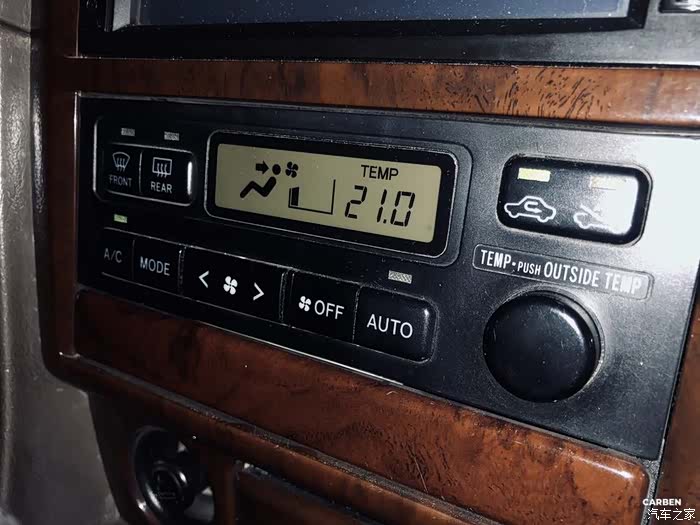 FRONT
REAR
TEMP
21.0
A/C
MODE
OFF
AUTO
TEMP•PUSH OUTSIDE TEMP
CARBEN
汽车之家